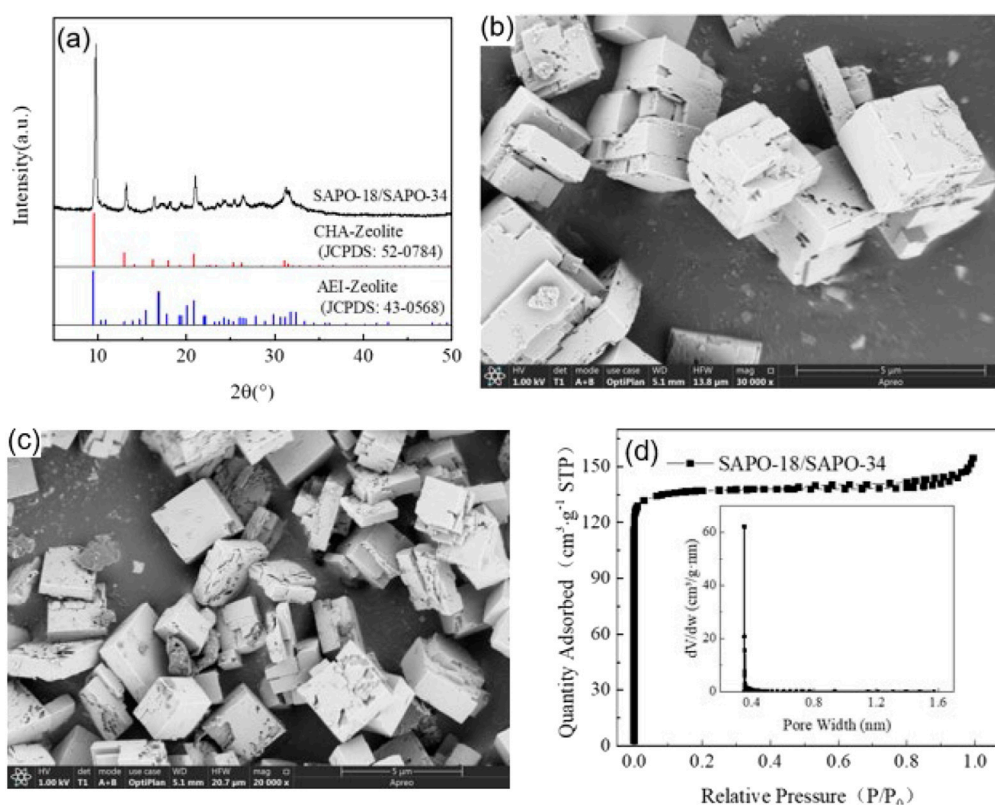 (a)
Intensity(a.u.)
SAPO-18/SAPO-34
CHA-Zeolite
(JCPDS: 52-0784)
AEI-Zeolite
(JCPDS: 43-0568)
10 20 30 40 50
2θ(°)
(b)
HV det mode use case WD HFW mag □ 5 μm
1.00 kV T1 A+B OptiPlan 5.1 mm 13.8 μm 30 000 x Apreo
(c)
HV det mode use case WD HFW mag □ 5 μm
1.00 kV T1 A+B OptiPlan 5.1 mm 20.7 μm 20 000 x Apreo
(d)
SAPO-18/SAPO-34
Quantity Adsorbed (cm³·g⁻¹ STP)
150
120
90
60
30
0
0.0 0.2 0.4 0.6 0.8 1.0
Relative Pressure (P/P₀)
dV/dw (cm³/g·nm)
60
40
20
0
0.4 0.8 1.2 1.6
Pore Width (nm)